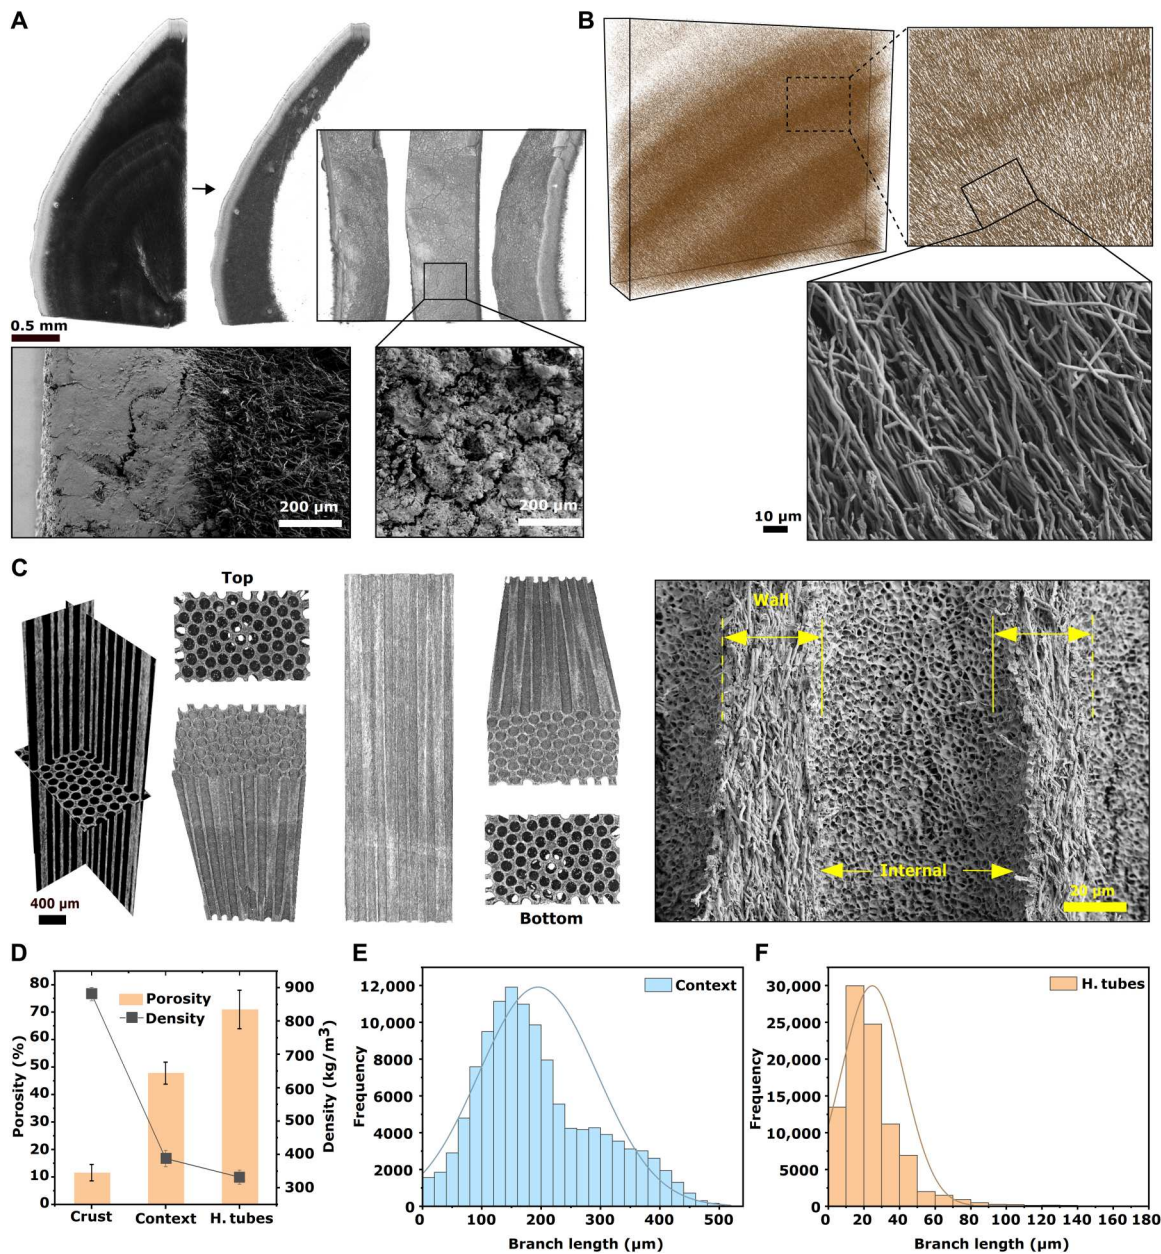 A
B
0.5 mm
200 μm
200 μm
10 μm
C
Top
Bottom
400 μm
Wall
Internal
20 μm
D
Porosity
Density
Porosity (%)
80
70
60
50
40
30
20
10
0
Density (kg/m³)
900
800
700
600
500
400
300
Crust
Context
H. tubes
E
Context
Frequency
12,000
10,000
8000
6000
4000
2000
0
0
100
200
300
400
500
Branch length (μm)
F
H. tubes
Frequency
30,000
25,000
20,000
15,000
10,000
5000
0
0
20
40
60
80
100
120
140
160
180
Branch length (μm)